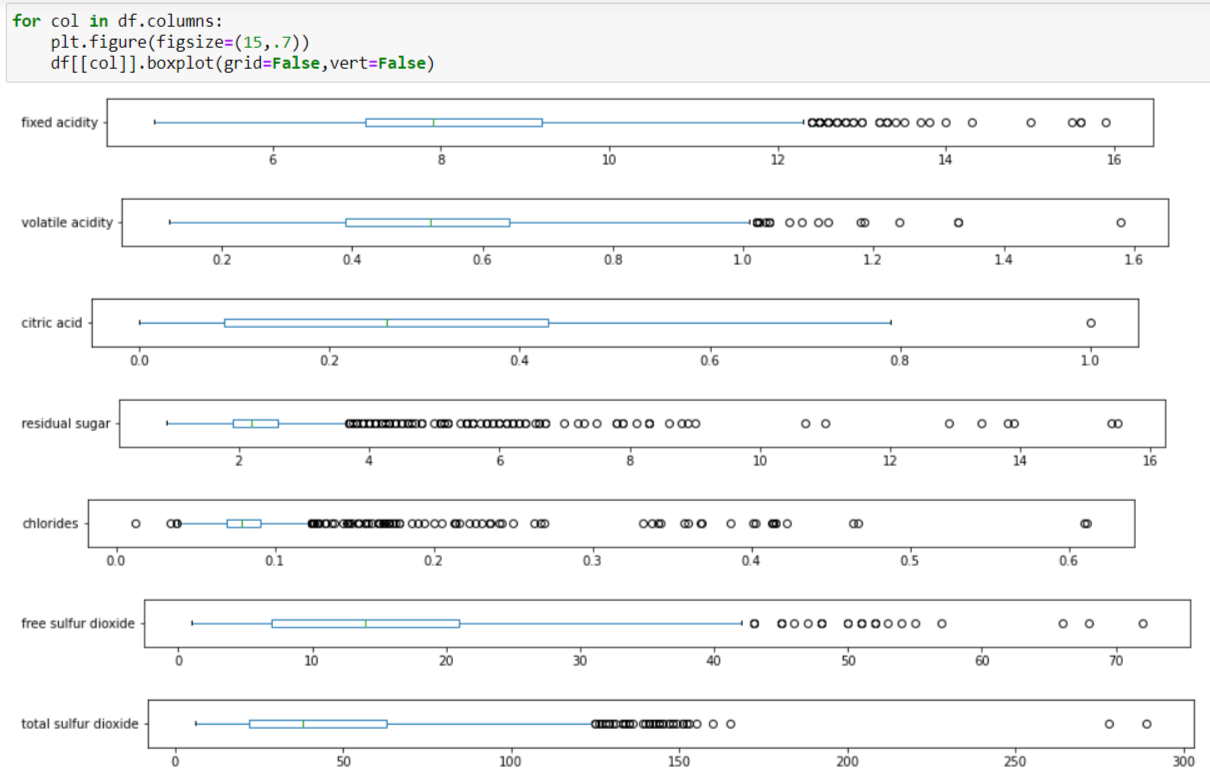 for col in df.columns:
    plt.figure(figsize=(15,.7))
    df[[col]].boxplot(grid=False,vert=False)
fixed acidity
6 8 10 12 14 16
volatile acidity
0.2 0.4 0.6 0.8 1.0 1.2 1.4 1.6
citric acid
0.0 0.2 0.4 0.6 0.8 1.0
residual sugar
2 4 6 8 10 12 14 16
chlorides
0.0 0.1 0.2 0.3 0.4 0.5 0.6
free sulfur dioxide
0 10 20 30 40 50 60 70
total sulfur dioxide
0 50 100 150 200 250 300